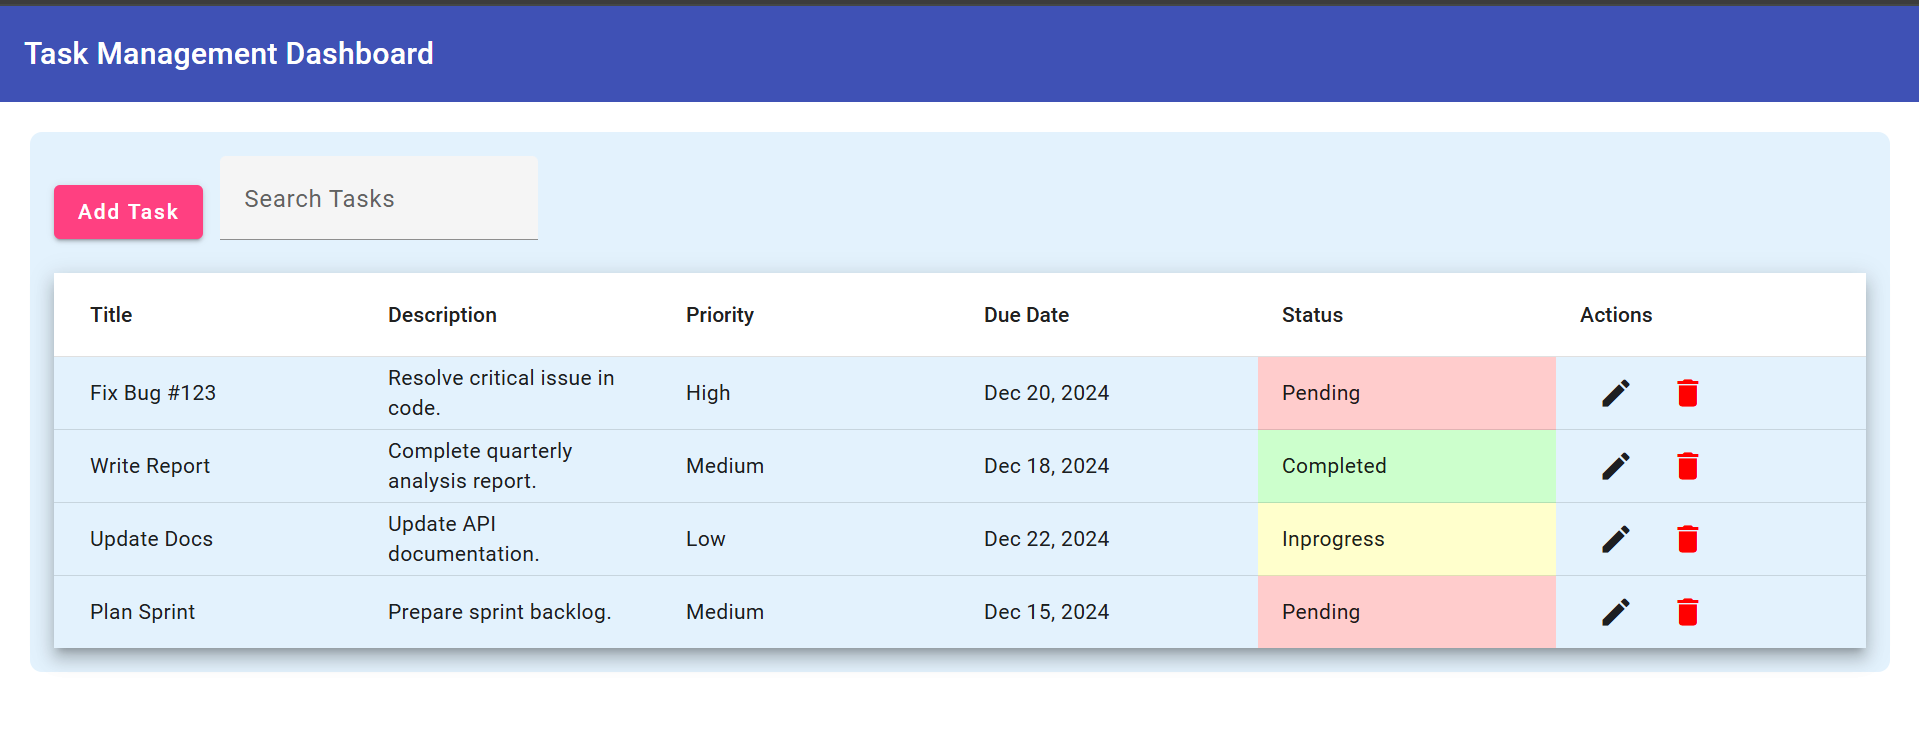 Task Management Dashboard
Add Task
Search Tasks
Title Description Priority Due Date Status Actions
Fix Bug #123 Resolve critical issue in
code. High Dec 20, 2024 Pending
Write Report Complete quarterly
analysis report. Medium Dec 18, 2024 Completed
Update Docs Update API
documentation. Low Dec 22, 2024 Inprogress
Plan Sprint Prepare sprint backlog. Medium Dec 15, 2024 Pending